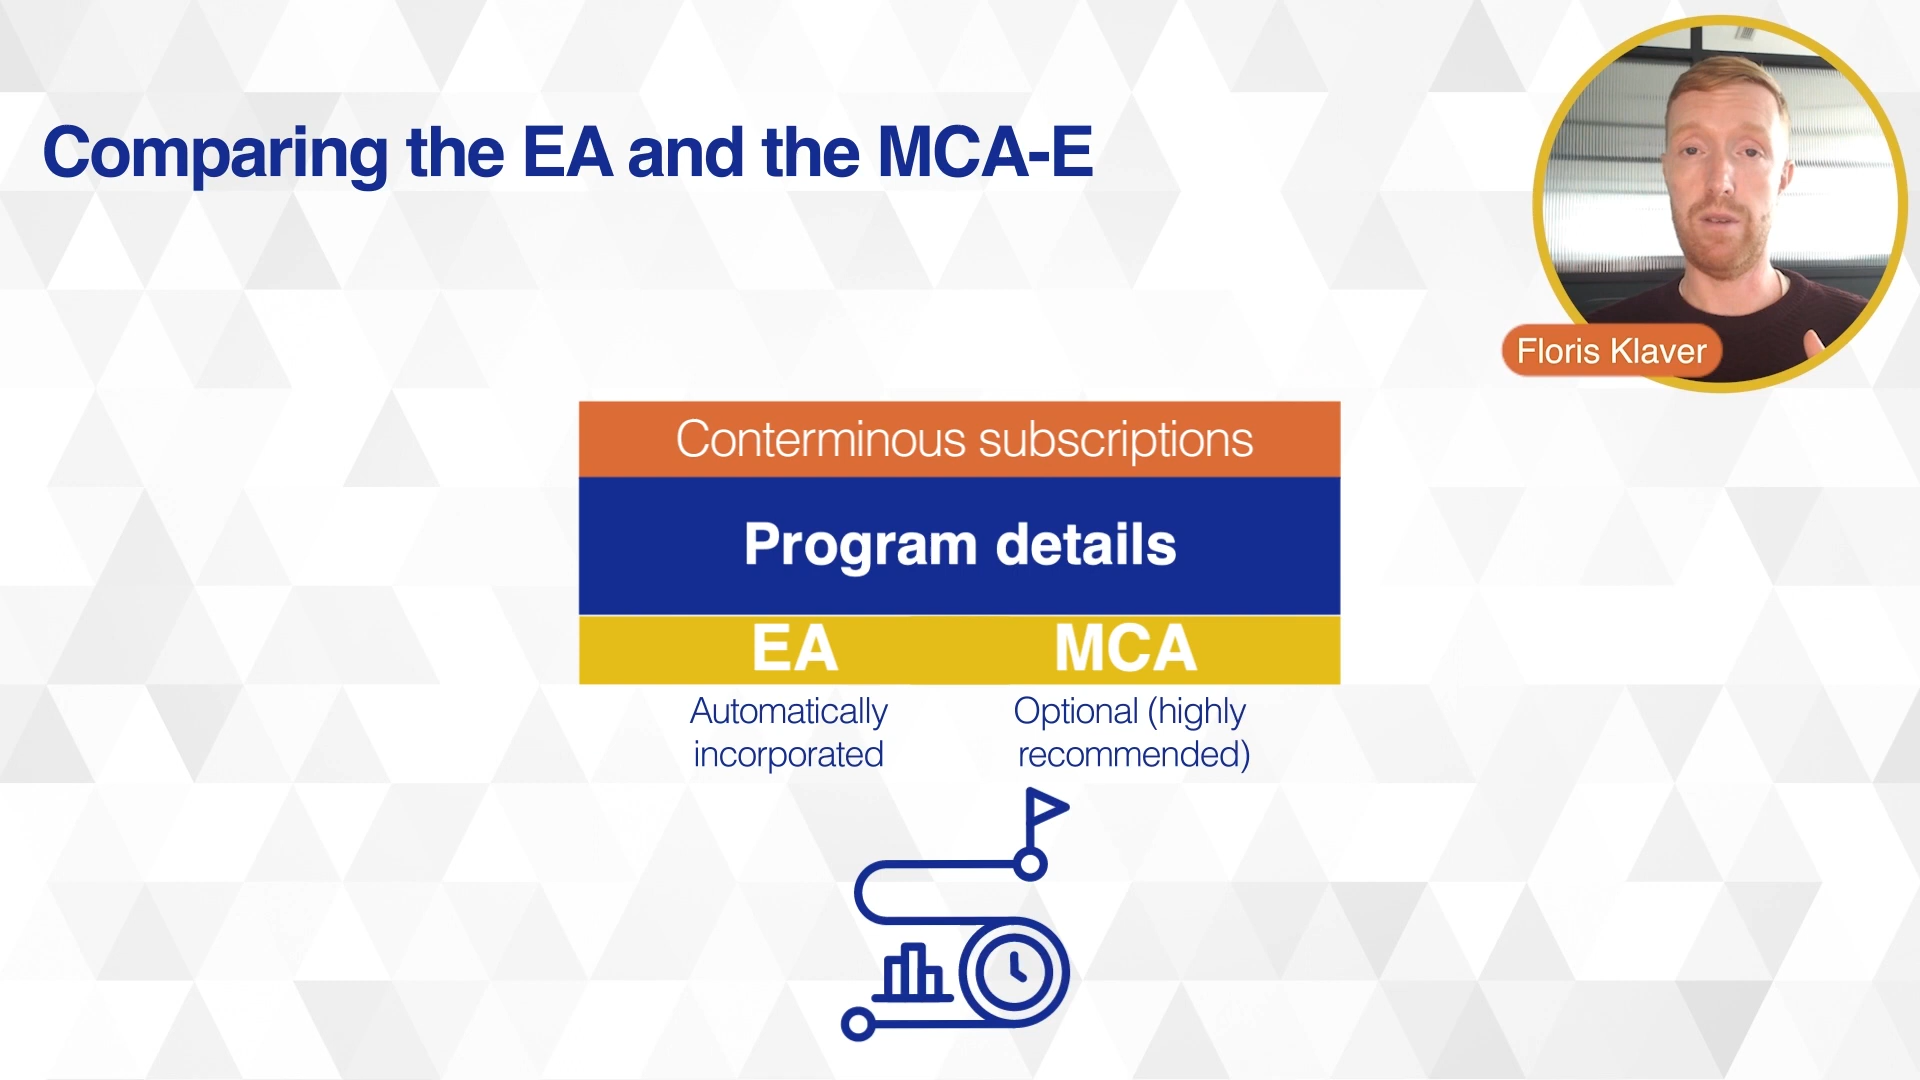 Comparing the EA and the MCA-E
Floris Klaver
Conterminous subscriptions
Program details
EA MCA
Automatically Optional (highly
incorporated recommended)